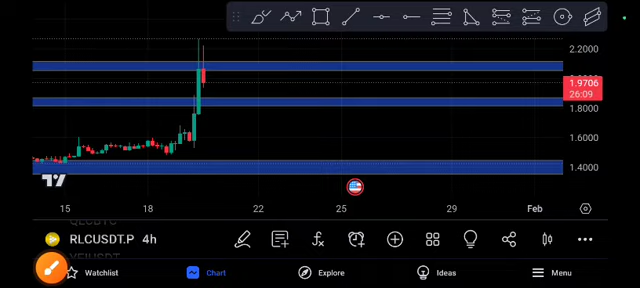 2.2000
1.9706
26:09
1.8000
1.6000
1.4000
15 18 22 25 29 Feb
RLCUSDT.P 4h
Watchlist Chart Explore Ideas Menu